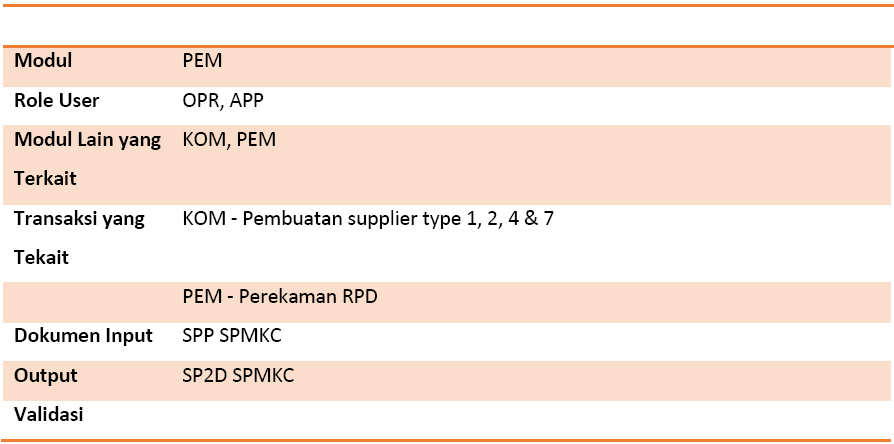 Modul PEM
Role User OPR, APP
Modul Lain yang KOM, PEM
Terkait
Transaksi yang KOM - Pembuatan supplier type 1, 2, 4 & 7
Tekait
PEM - Perekaman RPD
Dokumen Input SPP SPMKC
Output SP2D SPMKC
Validasi